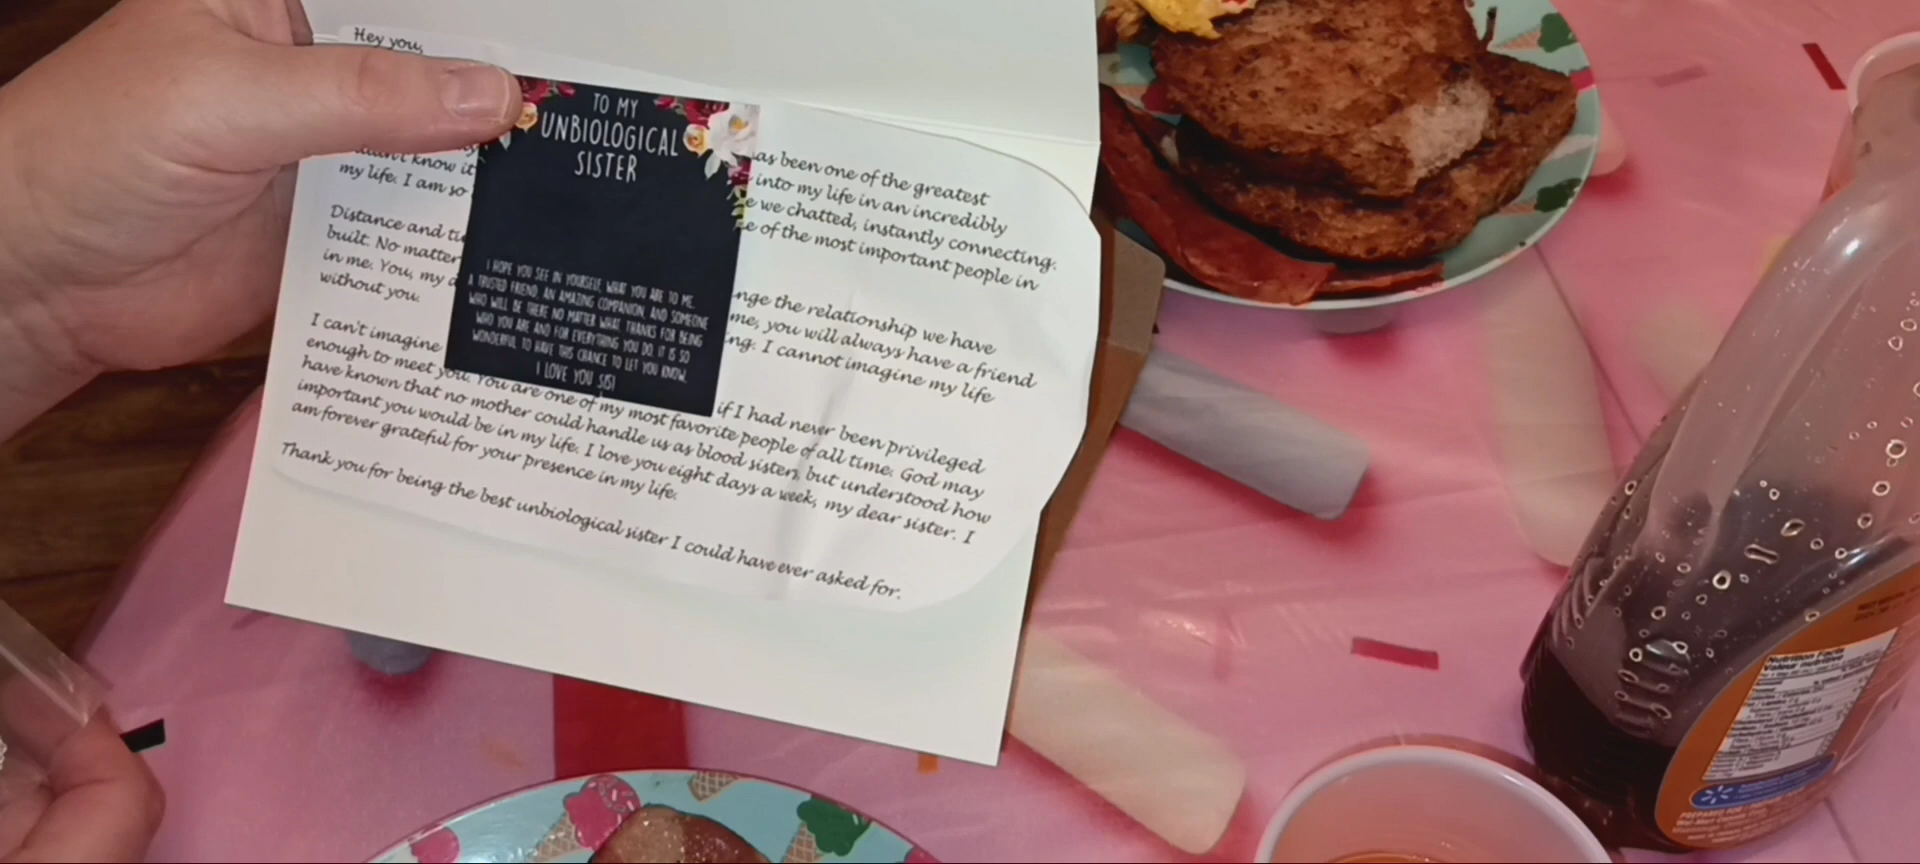 Hey you,
know it
my life. I am so
as been one of the greatest
into my life in an incredibly
we chatted, instantly connecting.
of the most important people in
Distance and
built. No matter
in me. You, my
without you.
the relationship we have
me, you will always have a friend
I cannot imagine my life
I can't imagine
if I had never been privileged
enough to meet you. You are one of my most favorite people of all time. God may
have known that no mother could handle us as blood sisters, but understood how
important you would be in my life. I love you eight days a week, my dear sister. I
am forever grateful for your presence in my life.
Thank you for being the best unbiological sister I could have ever asked for.
TO MY
UNBIOLOGICAL
SISTER
I HOPE YOU SEE IN YOURSELF WHAT YOU ARE TO ME.
A TRUSTED FRIEND, AN AMAZING COMPANION, AND SOMEONE
WHO WILL BE THERE NO MATTER WHAT. THANKS FOR BEING
WHO YOU ARE AND FOR EVERYTHING YOU DO. IT IS SO
WONDERFUL TO HAVE THIS CHANCE TO LET YOU KNOW.
I LOVE YOU SIS!
Nutrition Facts